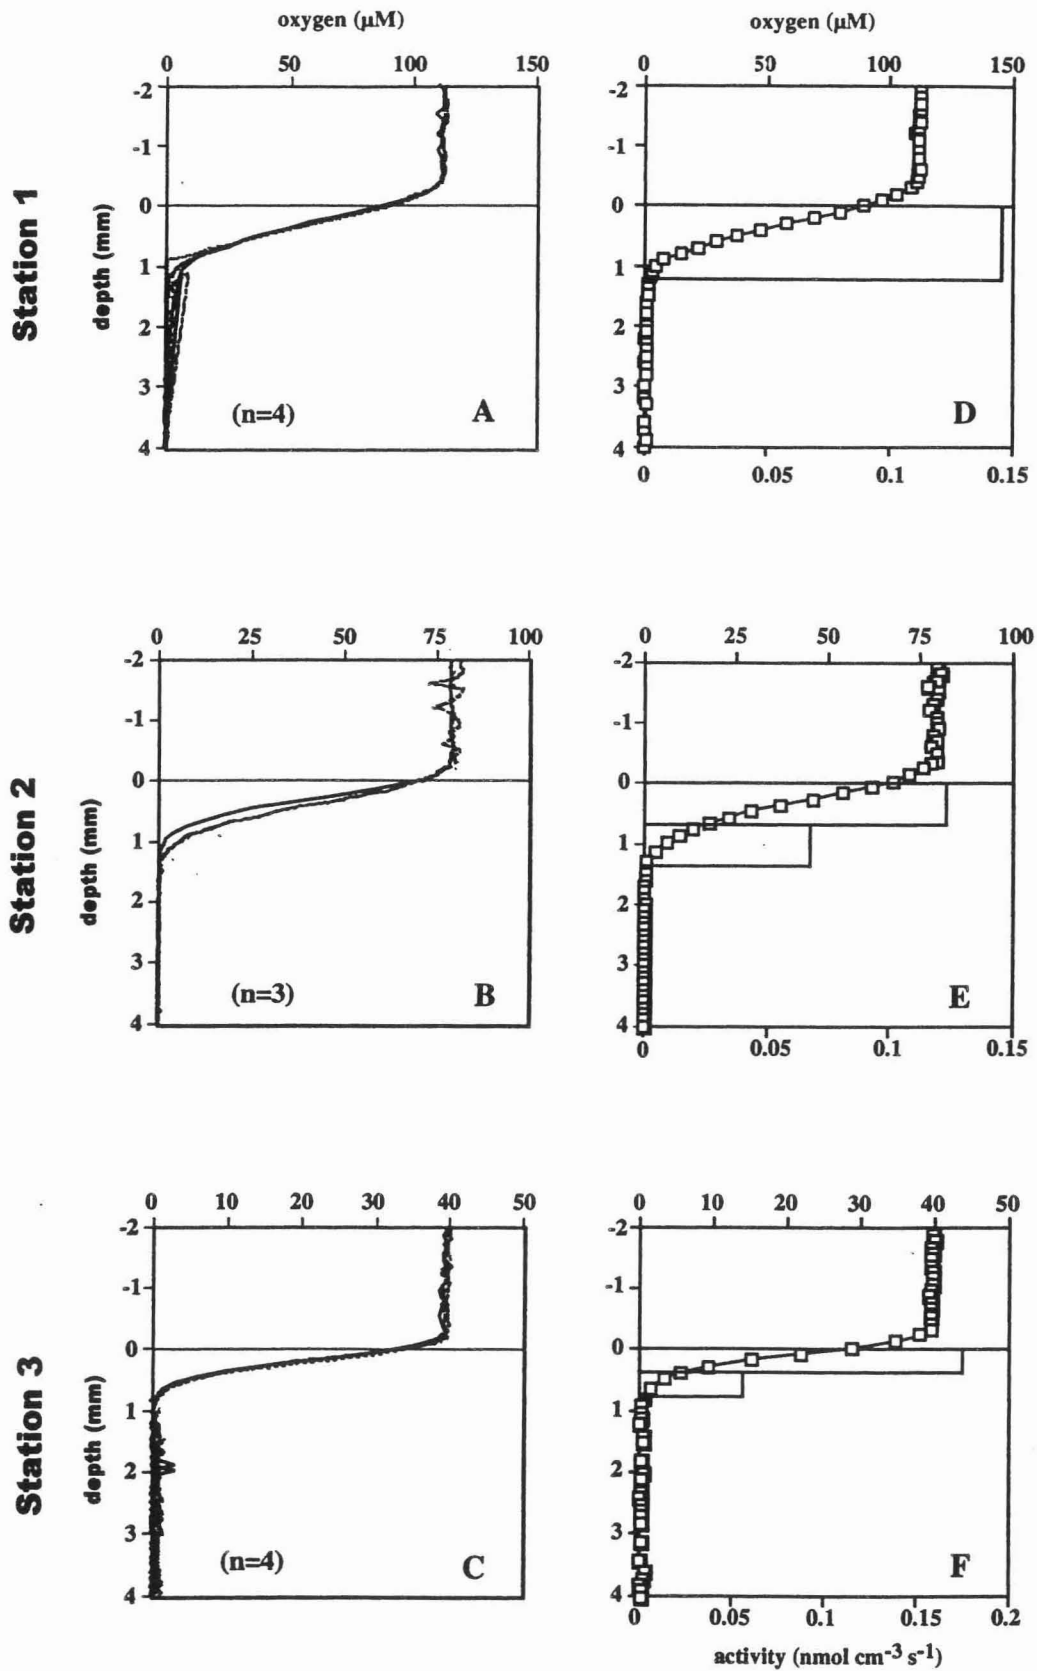 oxygen (µM)
oxygen (µM)
0 50 100 150
0 50 100 150
Station 1
depth (mm)
-2
-1
0
1
2
3
4
(n=4)
A
-2
-1
0
1
2
3
4
D
0 0.05 0.1 0.15
0 25 50 75 100
0 25 50 75 100
Station 2
depth (mm)
-2
-1
0
1
2
3
4
(n=3)
B
-2
-1
0
1
2
3
4
E
0 0.05 0.1 0.15
0 10 20 30 40 50
0 10 20 30 40 50
Station 3
depth (mm)
-2
-1
0
1
2
3
4
(n=4)
C
-2
-1
0
1
2
3
4
F
0 0.05 0.1 0.15 0.2
activity (nmol cm-3 s-1)